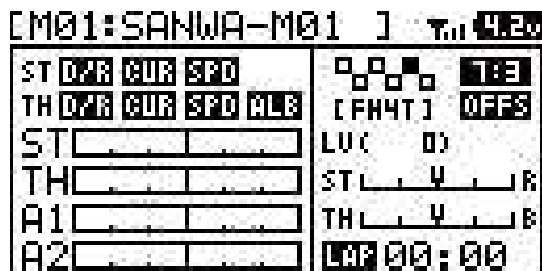 [M01:SANWA-M01 ] 4.2v
ST D/R CUR SPD
TH D/R CUR SPD ALB
ST
TH
A1
A2
T:3
[FH4T] OFFS
LV( 0)
ST R
TH B
LAP 00:00